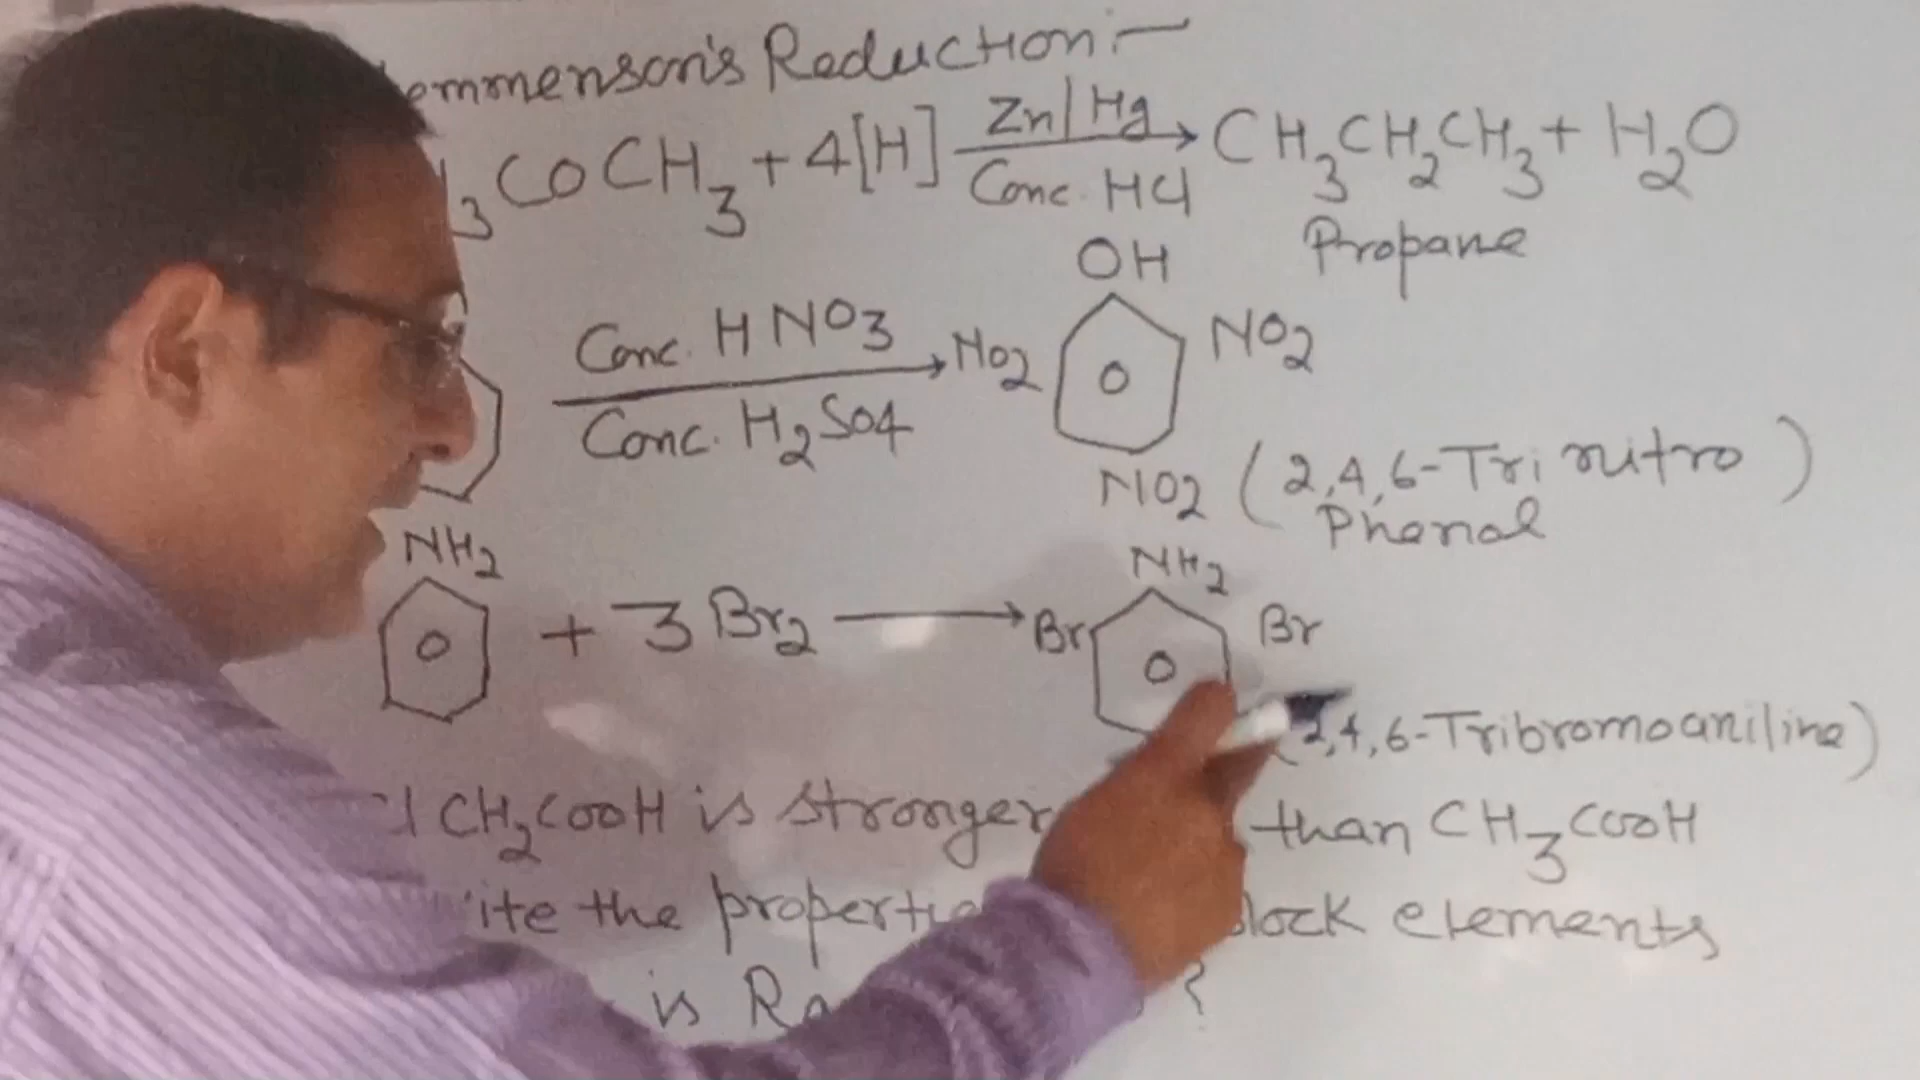 emmenson's Reduction:-
3COCH3 + 4[H] Zn/Hg Conc. HCl → CH3CH2CH3 + H2O
Propane
OH
Conc. HNO3 → NO2 NO2
Conc. H2SO4
NO2 (2,4,6-Tri nitro)
Phenol
NH2 NH2
+ 3Br2 → Br Br
(2,4,6-Tribromoaniline)
CH2COOH is stronger than CH3COOH
ite the lock elements
is ?